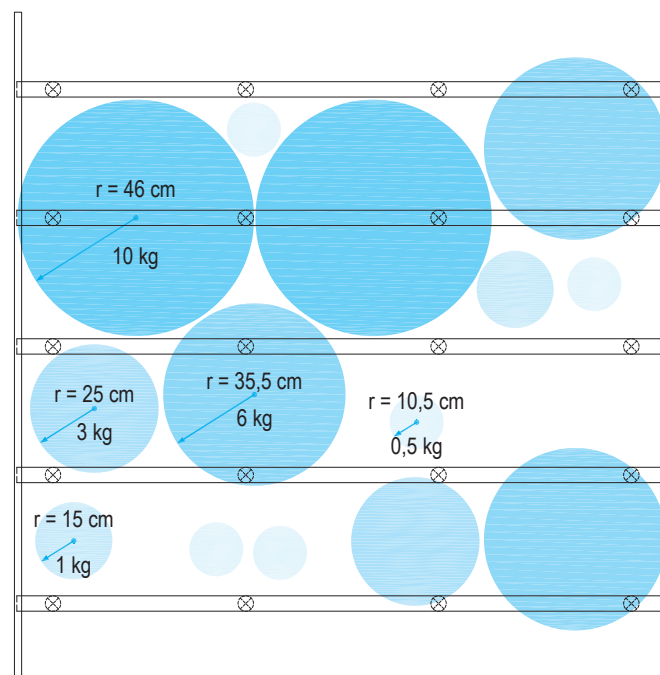 r = 46 cm
10 kg
r = 25 cm
3 kg
r = 35,5 cm
6 kg
r = 10,5 cm
0,5 kg
r = 15 cm
1 kg